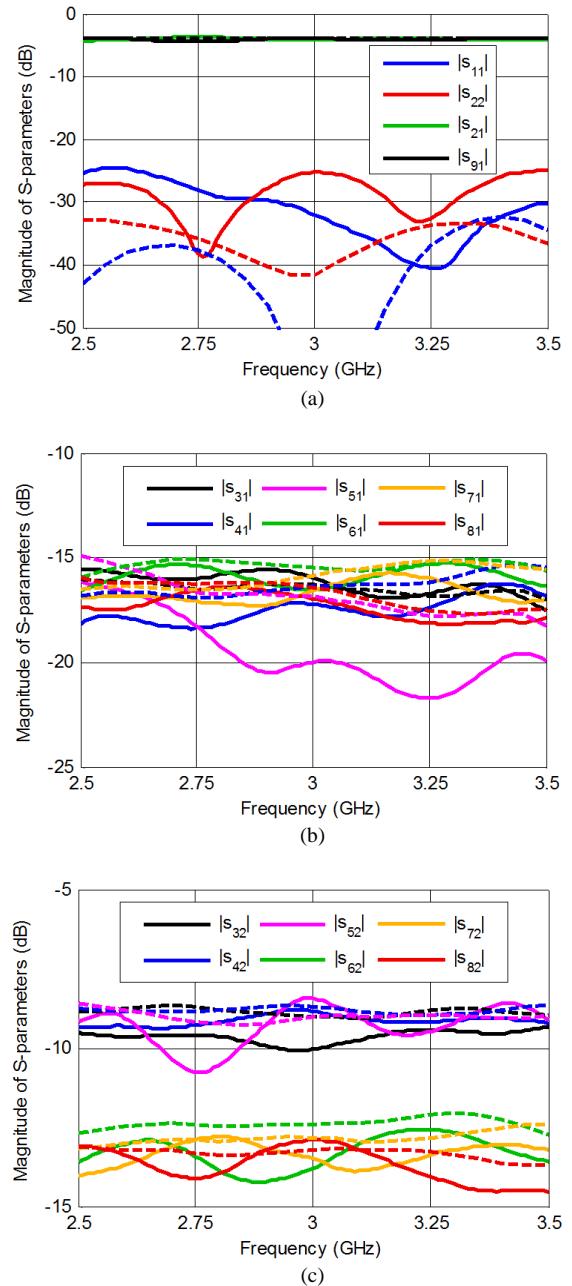 Magnitude of S-parameters (dB)
0
-10
-20
-30
-40
-50
|s11|
|s22|
|s21|
|s91|
2.5 2.75 3 3.25 3.5
Frequency (GHz)
(a)
Magnitude of S-parameters (dB)
-10
-15
-20
-25
|s31| |s51| |s71|
|s41| |s61| |s81|
2.5 2.75 3 3.25 3.5
Frequency (GHz)
(b)
Magnitude of S-parameters (dB)
-5
-10
-15
|s32| |s52| |s72|
|s42| |s62| |s82|
2.5 2.75 3 3.25 3.5
Frequency (GHz)
(c)